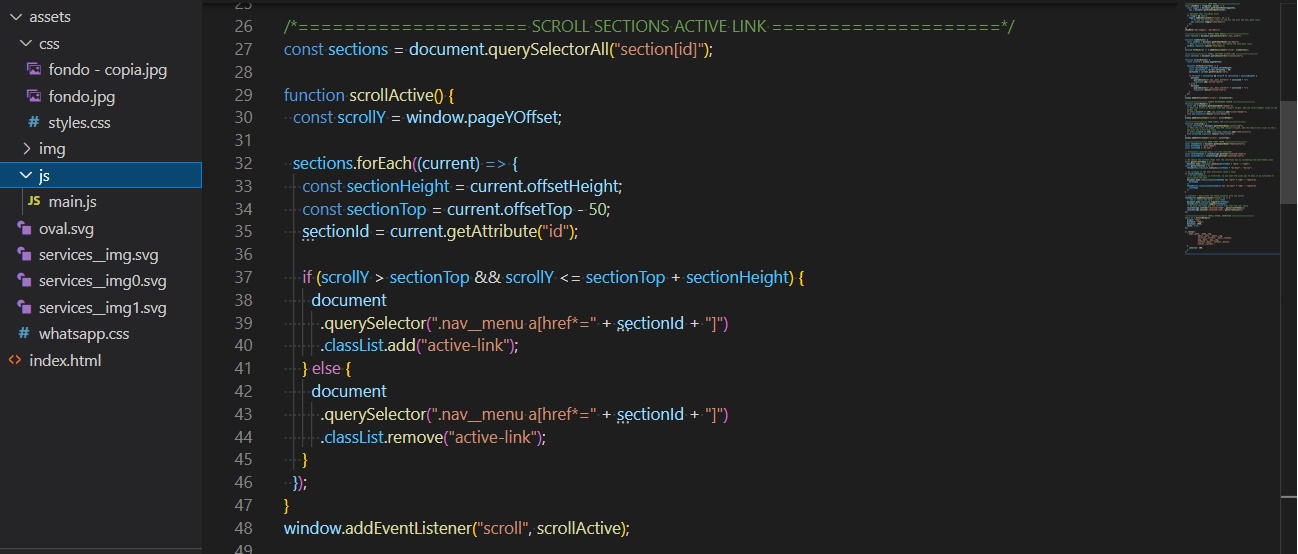 assets
css
fondo - copia.jpg
fondo.jpg
# styles.css
img
js
JS main.js
oval.svg
services__img.svg
services__img0.svg
services__img1.svg
# whatsapp.css
<> index.html
25
26 /*==================== SCROLL SECTIONS ACTIVE LINK ====================*/
27 const sections = document.querySelectorAll("section[id]");
28
29 function scrollActive() {
30 const scrollY = window.pageYOffset;
31
32 sections.forEach((current) => {
33 const sectionHeight = current.offsetHeight;
34 const sectionTop = current.offsetTop - 50;
35 sectionId = current.getAttribute("id");
36
37 if (scrollY > sectionTop && scrollY <= sectionTop + sectionHeight) {
38 document
39 .querySelector(".nav__menu a[href*=" + sectionId + "]")
40 .classList.add("active-link");
41 } else {
42 document
43 .querySelector(".nav__menu a[href*=" + sectionId + "]")
44 .classList.remove("active-link");
45 }
46 });
47 }
48 window.addEventListener("scroll", scrollActive);
49